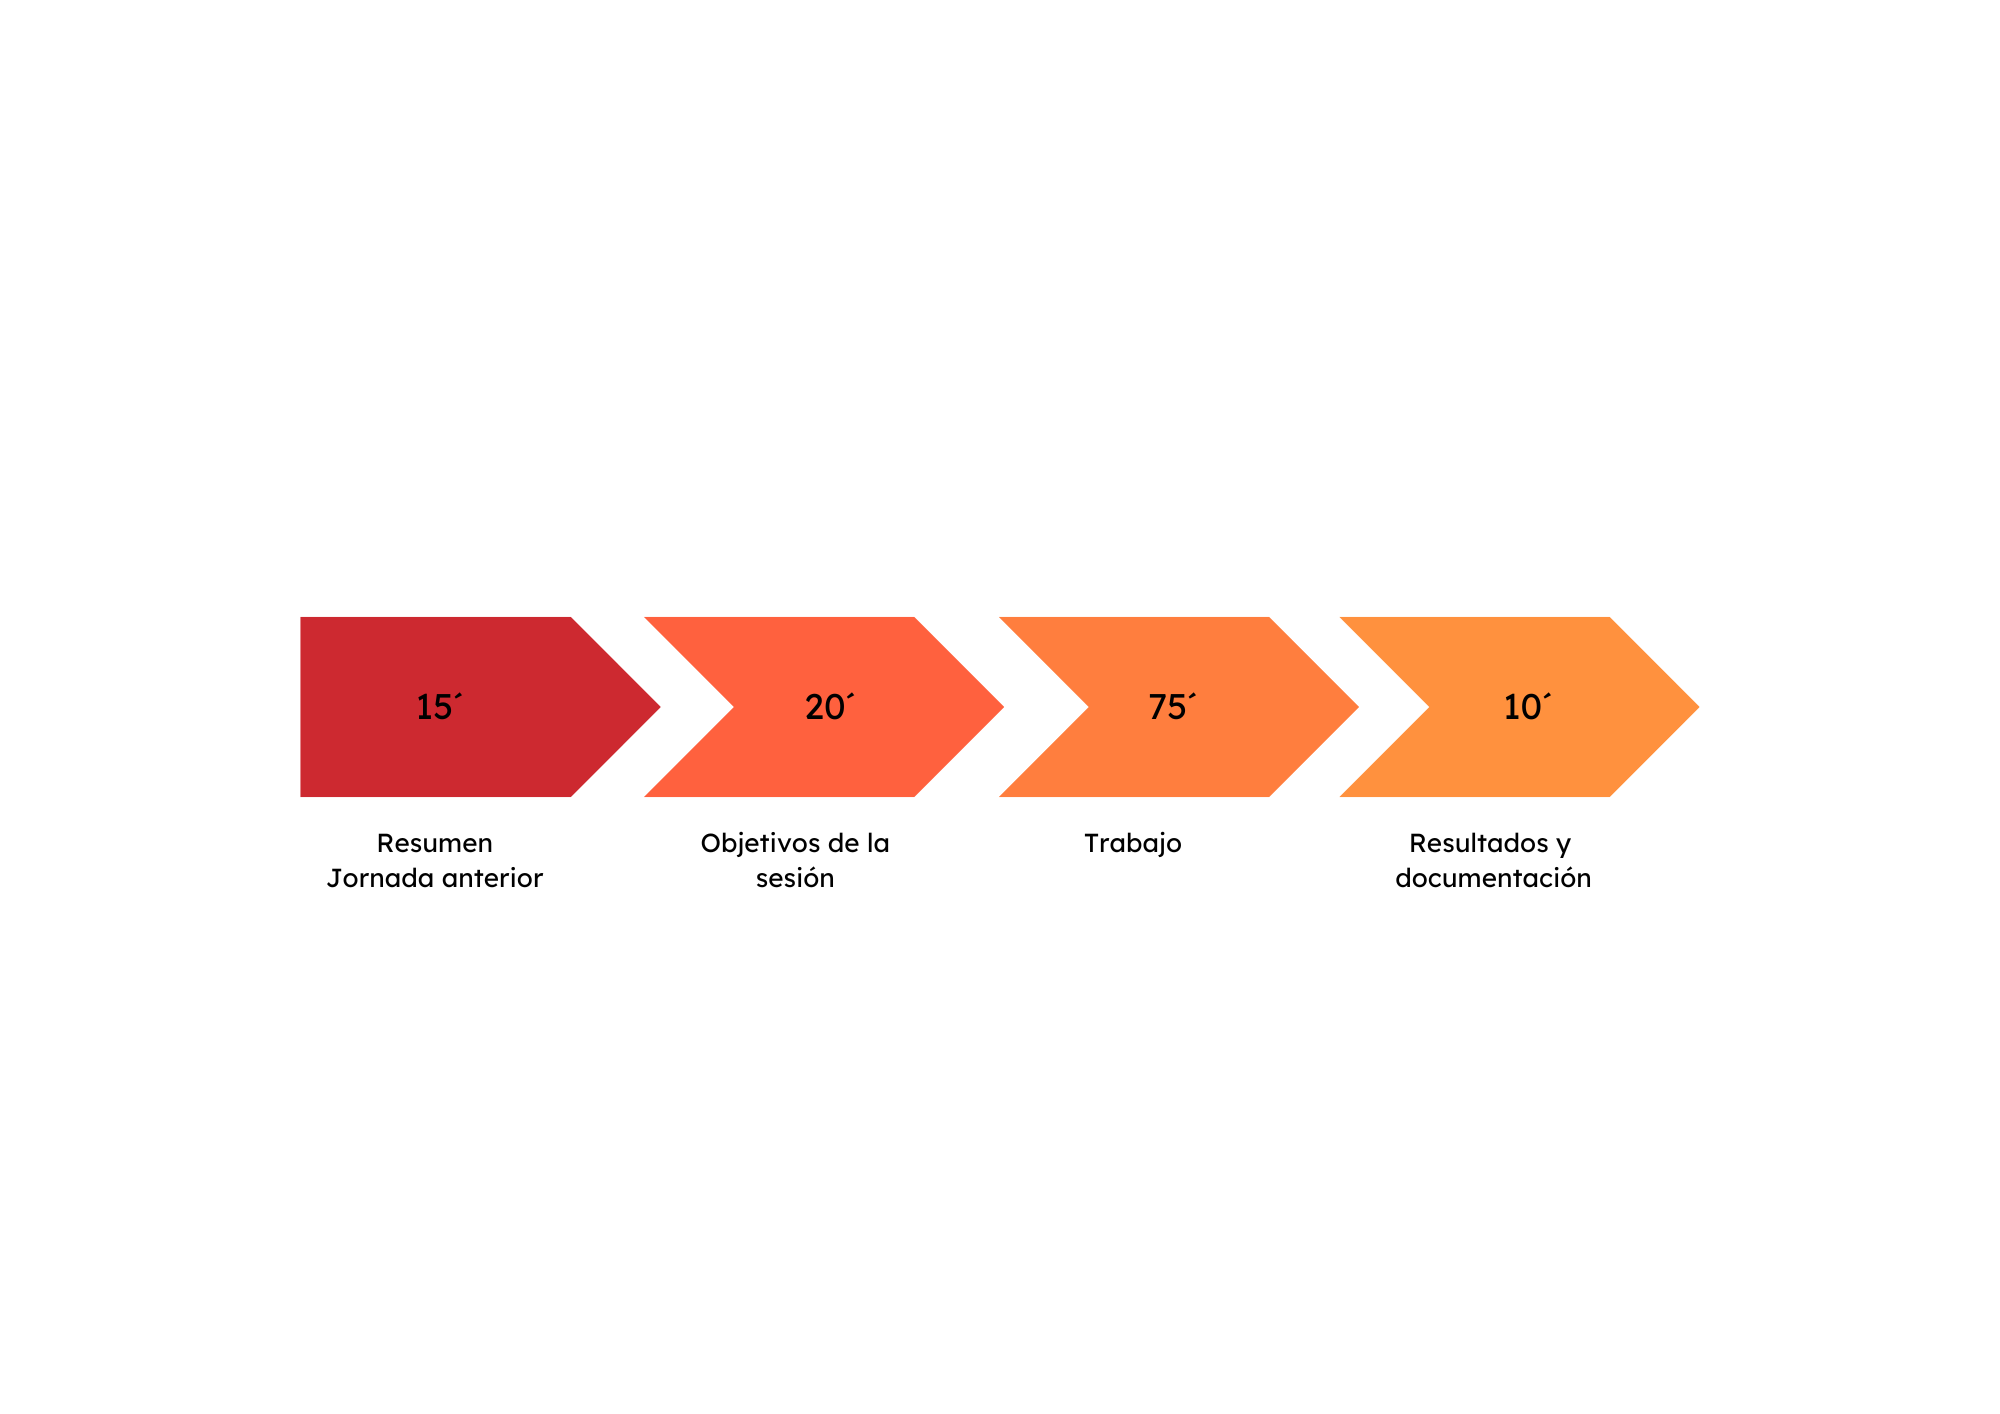 15´
20´
75´
10´
Resumen
Jornada anterior
Objetivos de la
sesión
Trabajo
Resultados y
documentación